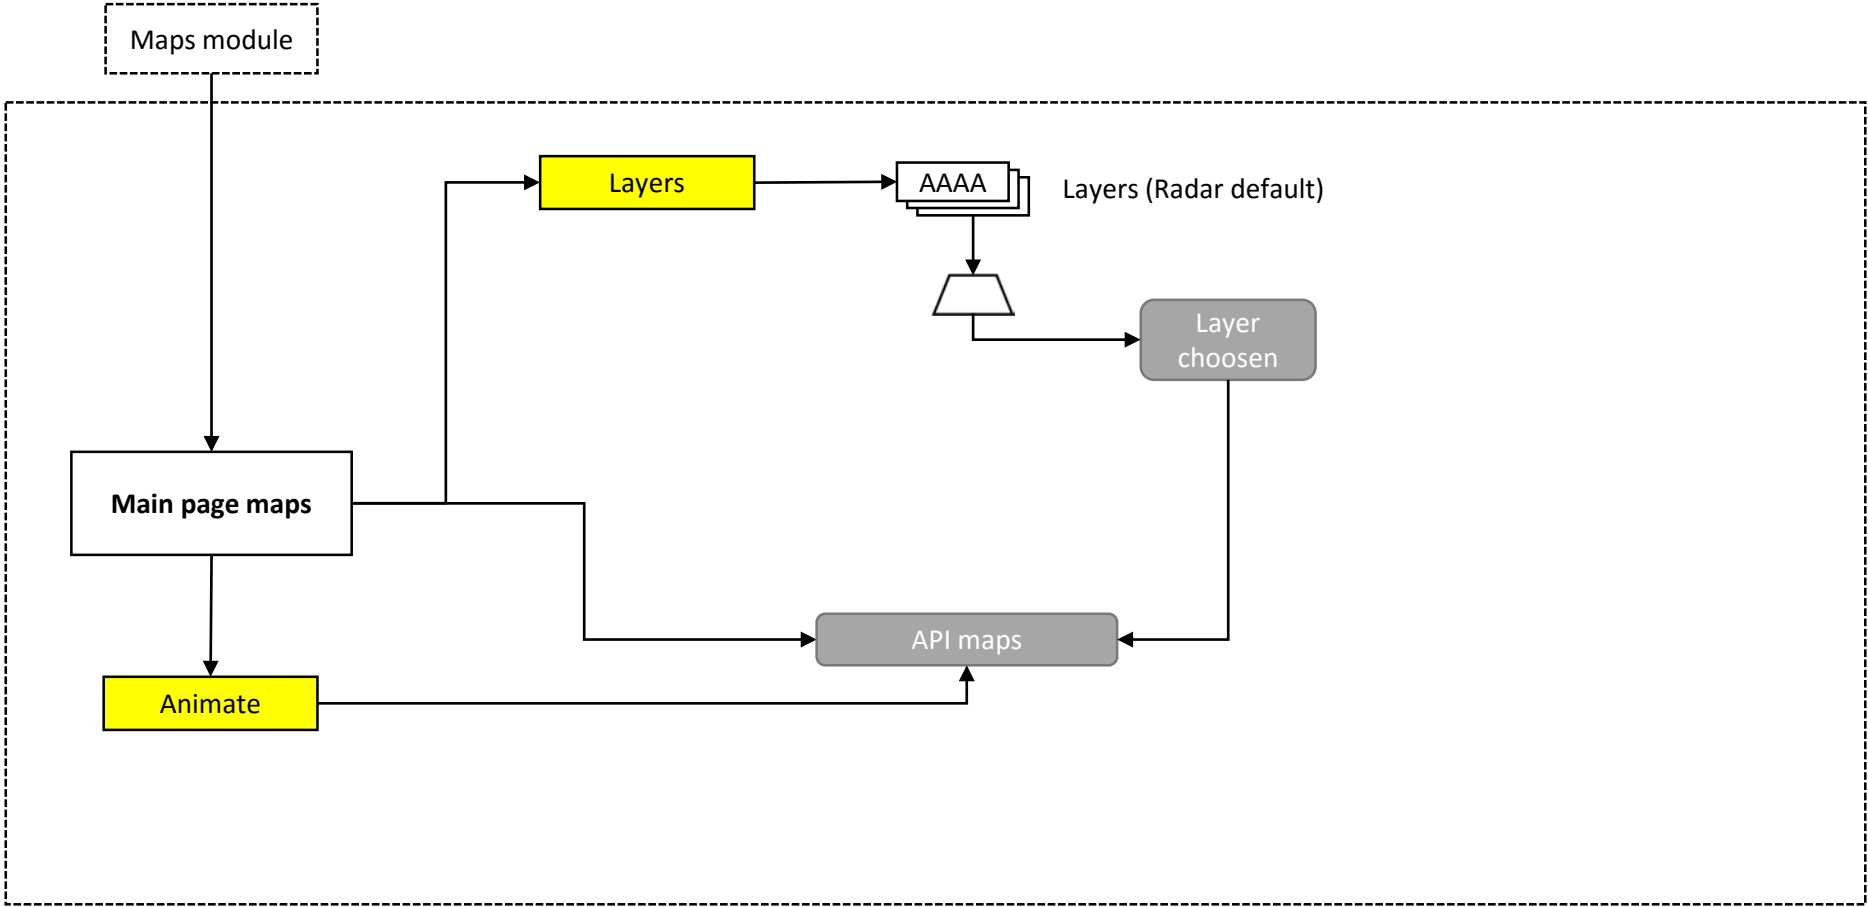 Maps module
Layers
AAAA
Layers (Radar default)
Layer
choosen
Main page maps
API maps
Animate